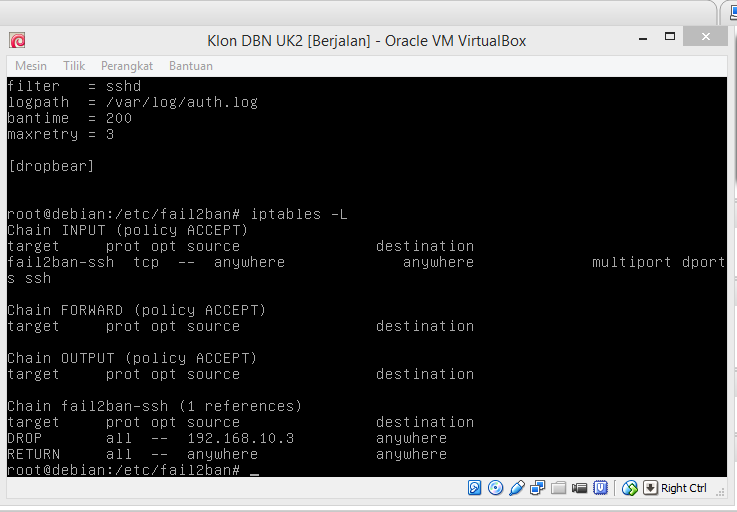 Klon DBN UK2 [Berjalan] - Oracle VM VirtualBox
Mesin Tilik Perangkat Bantuan
filter   = sshd
logpath  = /var/log/auth.log
bantime  = 200
maxretry = 3
[dropbear]
root@debian:/etc/fail2ban# iptables -L
Chain INPUT (policy ACCEPT)
target     prot opt source               destination
fail2ban-ssh  tcp  --  anywhere             anywhere             multiport dport
s ssh
Chain FORWARD (policy ACCEPT)
target     prot opt source               destination
Chain OUTPUT (policy ACCEPT)
target     prot opt source               destination
Chain fail2ban-ssh (1 references)
target     prot opt source               destination
DROP       all  --  192.168.10.3         anywhere
RETURN     all  --  anywhere             anywhere
root@debian:/etc/fail2ban# _
Right Ctrl